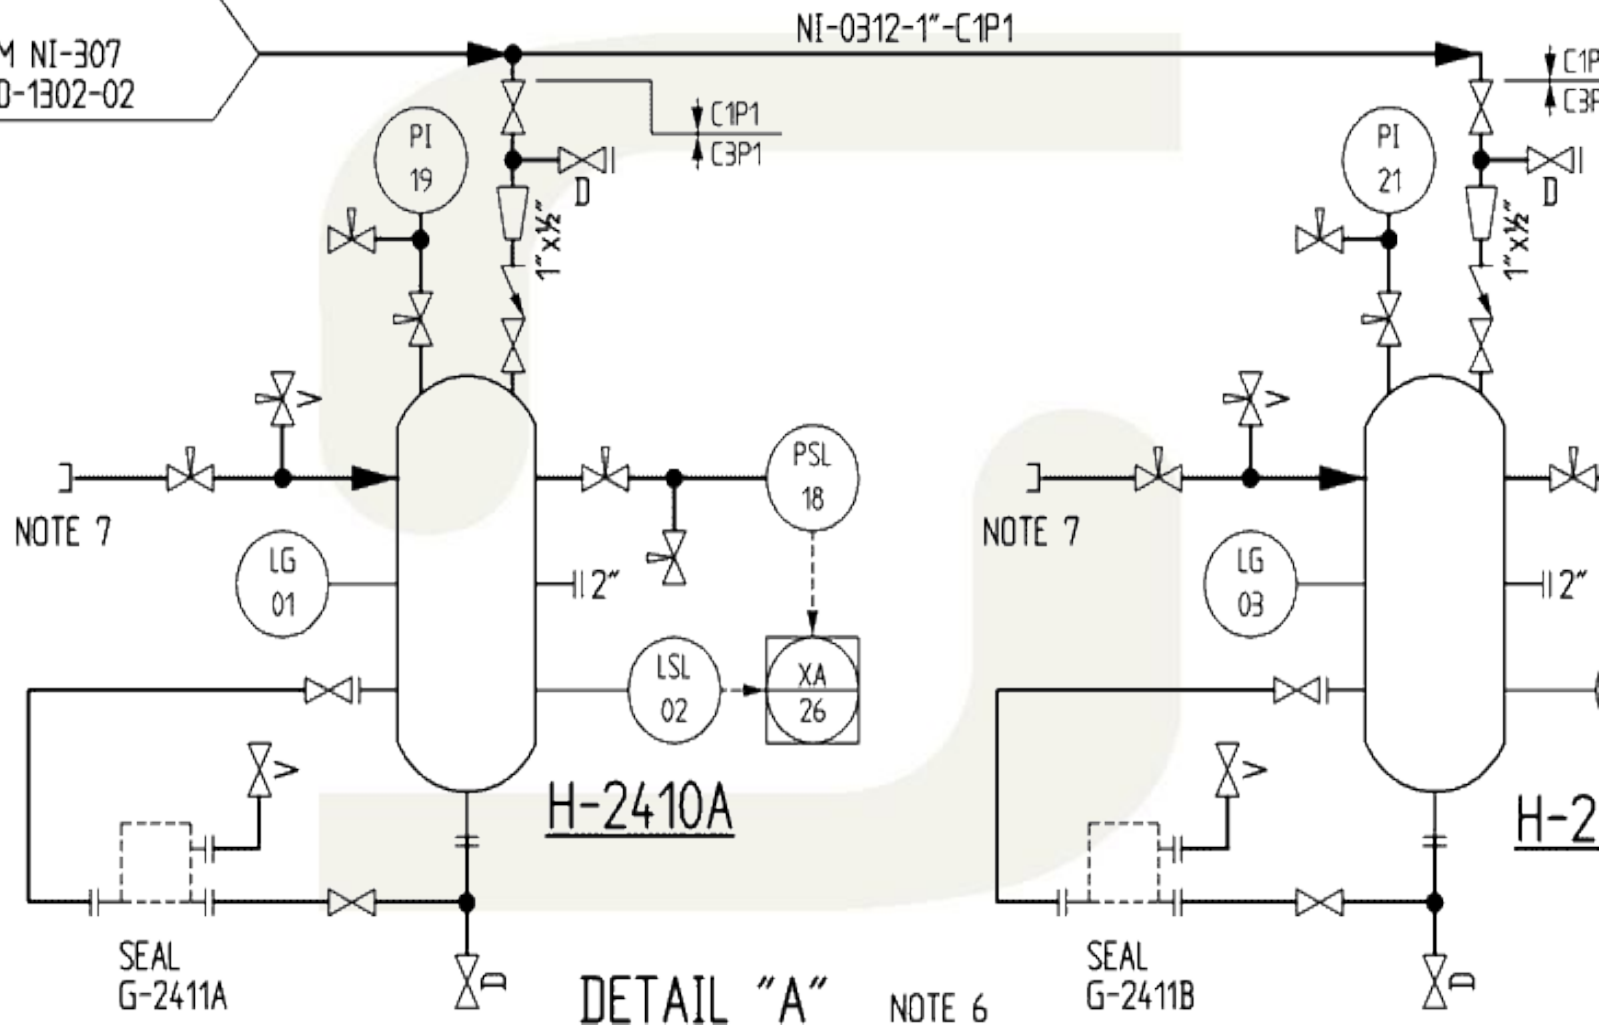 M NI-307
D-1302-02
NI-0312-1"-C1P1
C1P1
C3P1
C1P
C3P
PI
19
D
1"x½"
PI
21
D
1"x½"
V
NOTE 7
PSL
18
LG
01
2"
LSL
02
XA
26
V
H-2410A
SEAL
G-2411A
D
DETAIL "A"
NOTE 6
V
NOTE 7
LG
03
2"
V
H-2
SEAL
G-2411B
D